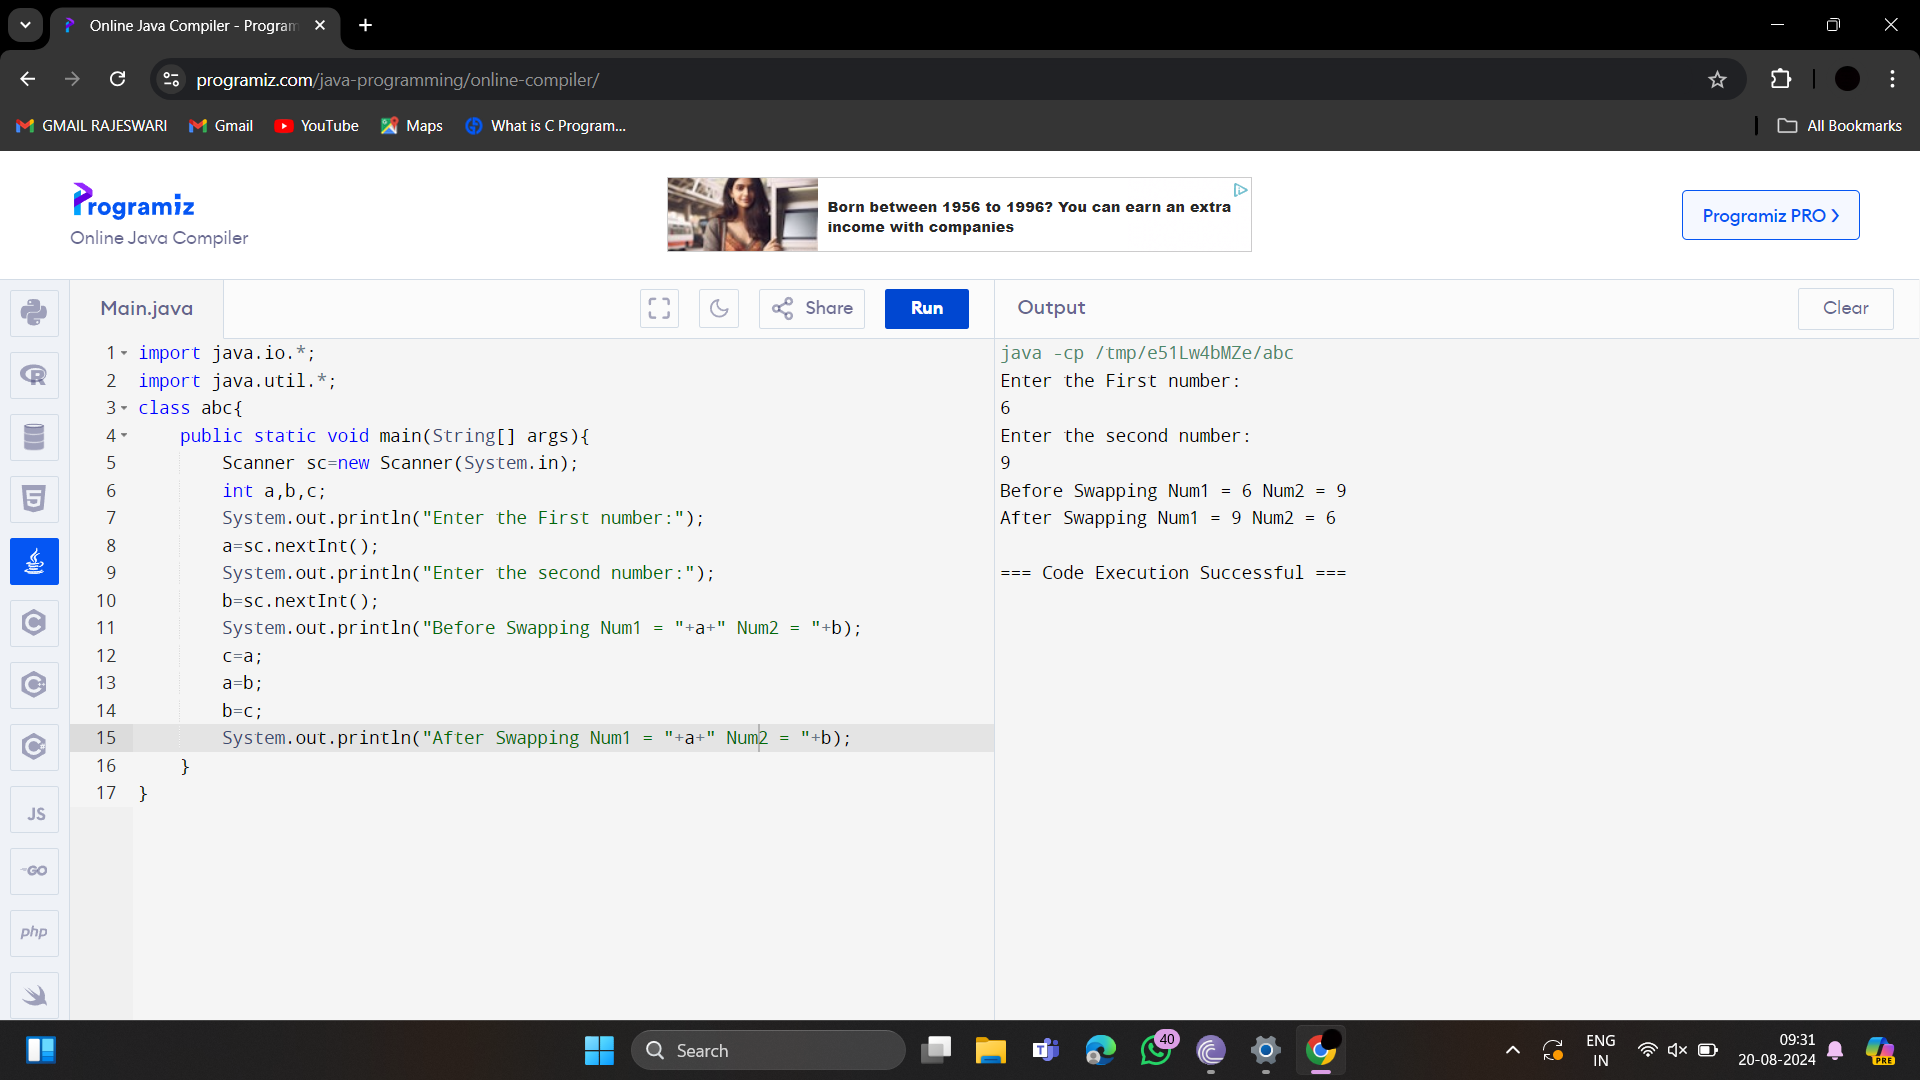 Online Java Compiler - Program
programiz.com/java-programming/online-compiler/
GMAIL RAJESWARI
Gmail
YouTube
Maps
What is C Program...
All Bookmarks
Programiz
Online Java Compiler
Born between 1956 to 1996? You can earn an extra
income with companies
Programiz PRO >
Main.java
Share
Run
Output
Clear
1 import java.io.*;
2 import java.util.*;
3 class abc{
4 public static void main(String[] args){
5 Scanner sc=new Scanner(System.in);
6 int a,b,c;
7 System.out.println("Enter the First number:");
8 a=sc.nextInt();
9 System.out.println("Enter the second number:");
10 b=sc.nextInt();
11 System.out.println("Before Swapping Num1 = "+a+" Num2 = "+b);
12 c=a;
13 a=b;
14 b=c;
15 System.out.println("After Swapping Num1 = "+a+" Num2 = "+b);
16 }
17 }
java -cp /tmp/e51Lw4bMZe/abc
Enter the First number:
6
Enter the second number:
9
Before Swapping Num1 = 6 Num2 = 9
After Swapping Num1 = 9 Num2 = 6
=== Code Execution Successful ===
R
5
C
C
C
JS
GO
php
Search
40
ENG
IN
09:31
20-08-2024
PRE